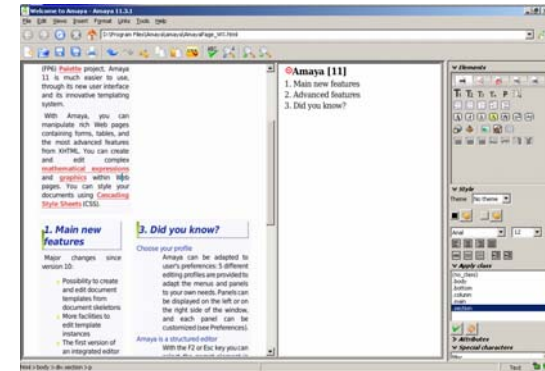 Welcome to Amaya - Amaya 11.3.1
File Edit Views Insert Format Links Tools Help
D:\Program Files\Amaya\amaya\AmayaPage_WX.html
(FP6) Palette project, Amaya
11 is much easier to use,
through its new user interface
and its innovative templating
system.
With Amaya, you can
manipulate rich Web pages
containing forms, tables, and
the most advanced features
from XHTML. You can create
and edit complex
mathematical expressions
and graphics within Web
pages. You can style your
documents using Cascading
Style Sheets (CSS).
1. Main new
features
Major changes since
version 10:
Possibility to create
and edit document
templates from
document skeletons
More facilities to
edit template
instances
The first version of
an integrated editor
3. Did you know?
Choose your profile
Amaya can be adapted to
user's preferences: 5 different
editing profiles are provided to
adapt the menus and panels
to your own needs. Panels can
be displayed on the left or on
the right side of the window,
and each panel can be
customized (see Preferences).
Amaya is a structured editor
With the F2 or Esc key you can
Amaya [11]
1. Main new features
2. Advanced features
3. Did you know?
Elements
Style
Theme No theme
Arial 12
Apply class
(no_class)
.body
.bottom
.column
.main
.section
Attributes
Special characters
html > body > div section > p
Text